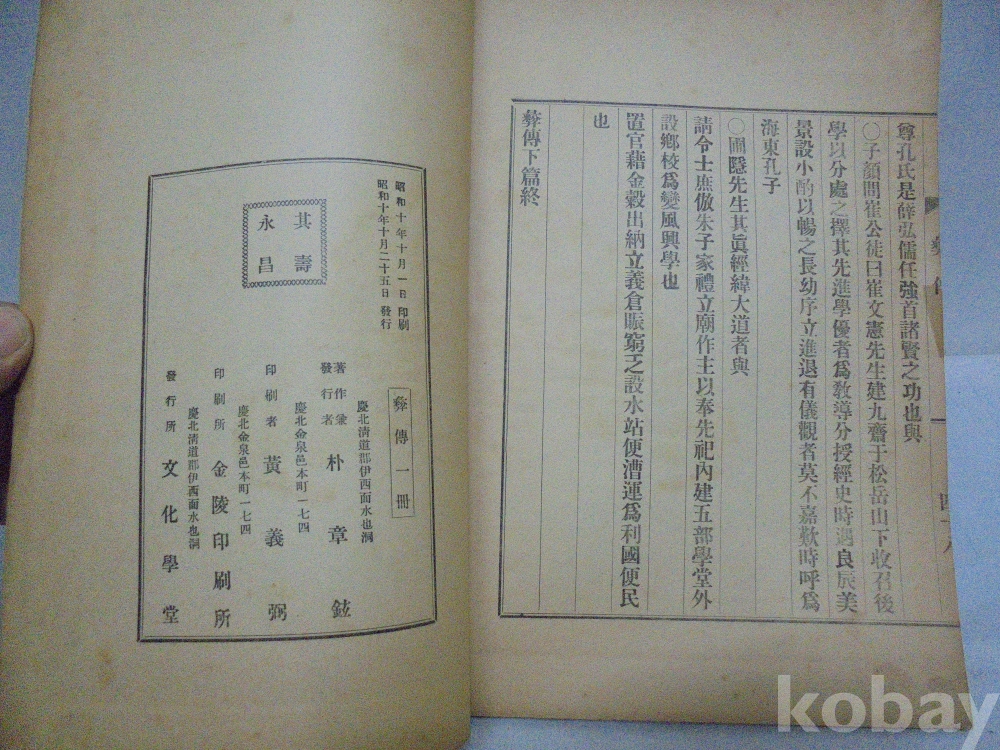 尊孔氏是薛弘儒任強首諸賢之功也與
○子顔問崔公徒曰崔文憲先生建九齋于松岳山下收召後
學以分處之擇其先進學優者爲敎導分授經史時遇良辰美
景設小酌以暢之長幼序立進退有儀觀者莫不嘉歎時呼爲
海東孔子
○圃隱先生其眞經緯大道者與
請令士庶倣朱子家禮立廟作主以奉先祀內建五部學堂外
設鄕校爲變風興學也
置官藉金穀出納立義倉賑窮乏設水站便漕運爲利國便民
也
彛傳下篇終
昭和十年十月一日印刷
昭和十年十月二十五日發行
其壽
永昌
彛傳一冊
慶北淸道郡伊西面水也洞
著作兼發行者 朴章鉉
慶北金泉邑本町一七四
印刷者 黃義弼
慶北金泉邑本町一七四
印刷所 金陵印刷所
慶北淸道郡伊西面水也洞
發行所 文化學堂
kobay